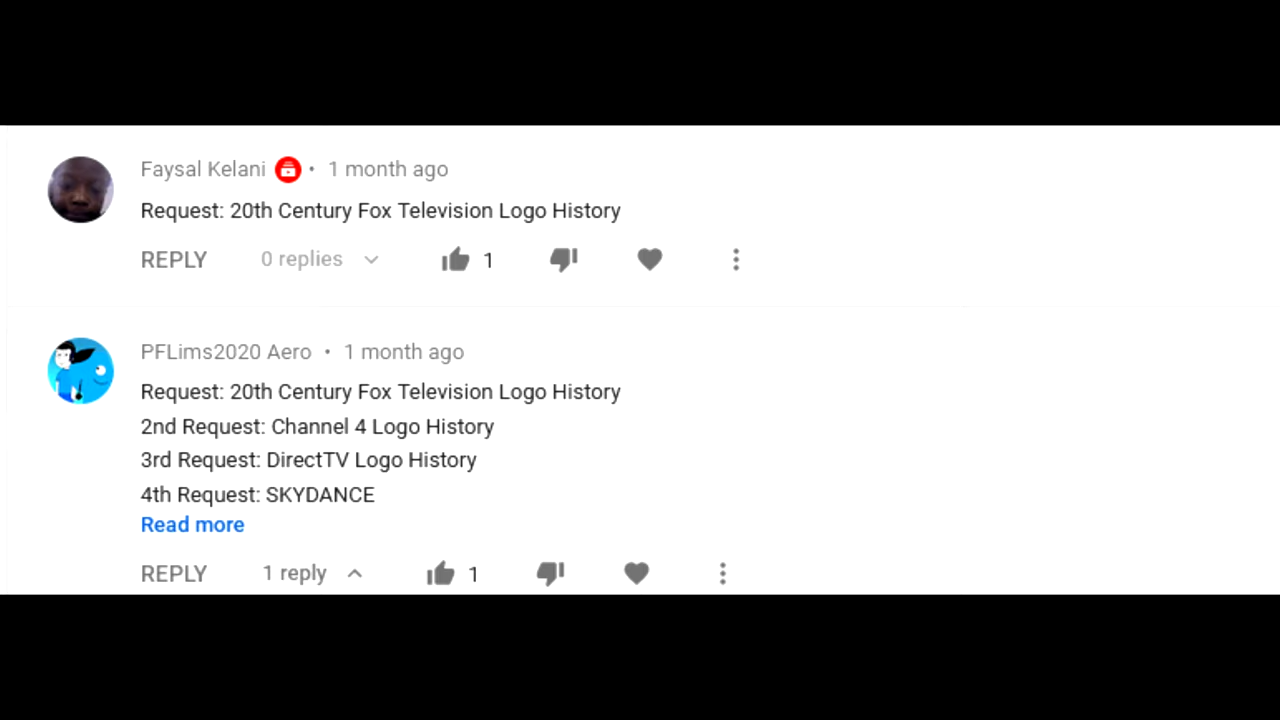 Faysal Kelani • 1 month ago
Request: 20th Century Fox Television Logo History
REPLY 0 replies 1
PFLims2020 Aero • 1 month ago
Request: 20th Century Fox Television Logo History
2nd Request: Channel 4 Logo History
3rd Request: DirectTV Logo History
4th Request: SKYDANCE
Read more
REPLY 1 reply 1